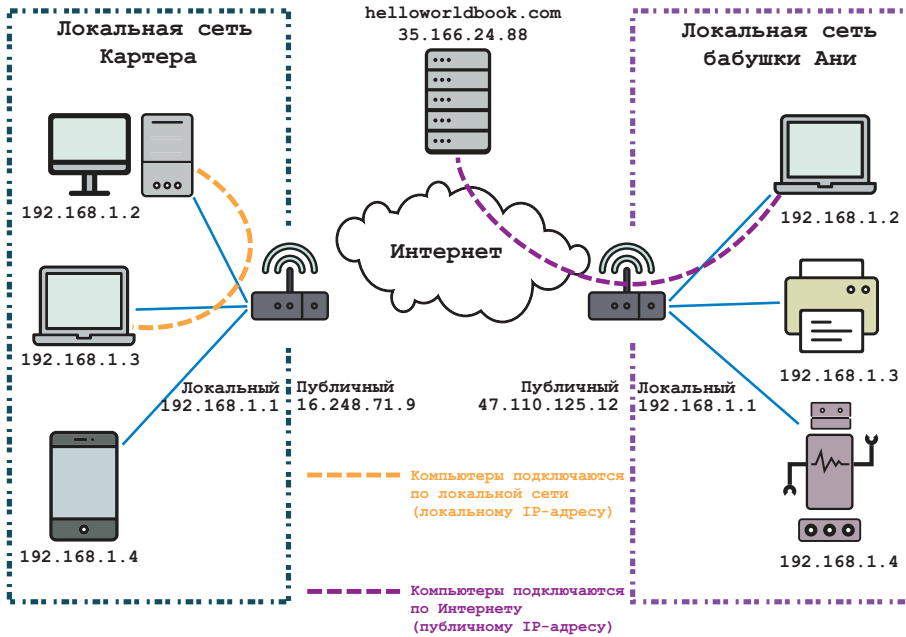 helloworldbook.com
35.166.24.88
Локальная сеть
Картера
Локальная сеть
бабушки Ани
192.168.1.2
192.168.1.2
Интернет
192.168.1.3
192.168.1.3
Локальный
192.168.1.1
Публичный
16.248.71.9
Публичный
47.110.125.12
Локальный
192.168.1.1
192.168.1.4
192.168.1.4
Компьютеры подключаются
по локальной сети
(локальному IP-адресу)
Компьютеры подключаются
по Интернету
(публичному IP-адресу)